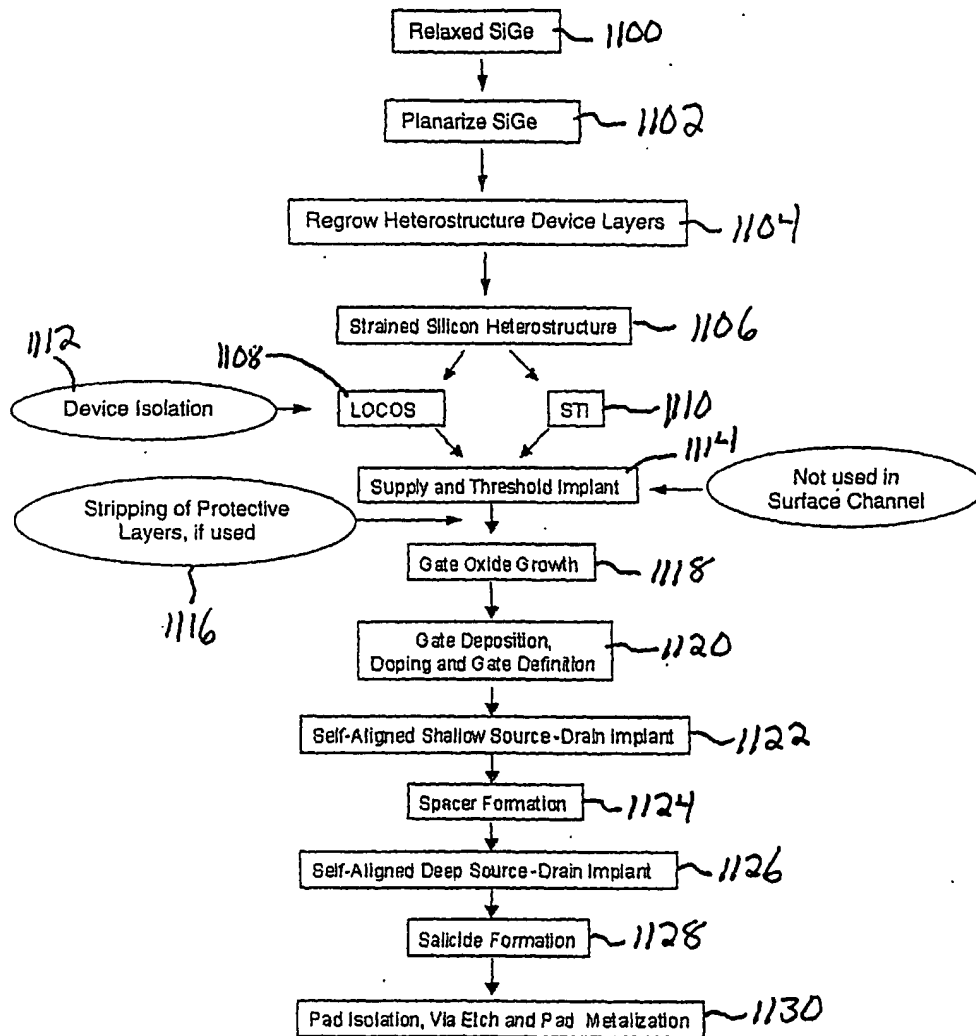 Relaxed SiGe 1100
Planarize SiGe 1102
Regrow Heterostructure Device Layers 1104
Strained Silicon Heterostructure 1106
1112
1108
Device Isolation
LOCOS
STI 1110
1114
Supply and Threshold Implant
Not used in
Surface Channel
Stripping of Protective
Layers, if used
Gate Oxide Growth 1118
1116
Gate Deposition,
Doping and Gate Definition
1120
Self-Aligned Shallow Source-Drain Implant 1122
Spacer Formation 1124
Self-Aligned Deep Source-Drain Implant 1126
Salicide Formation 1128
Pad Isolation, Via Etch and Pad Metalization 1130